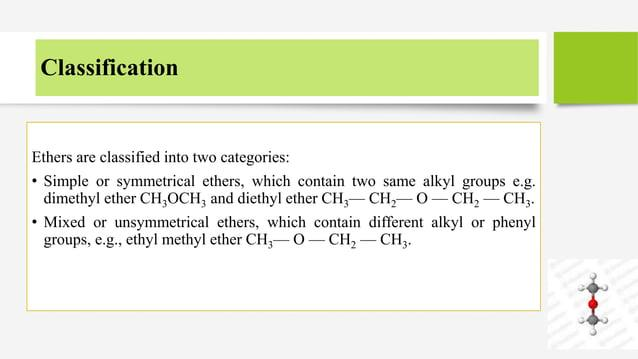 Classification
Ethers are classified into two categories:
• Simple or symmetrical ethers, which contain two same alkyl groups e.g.
dimethyl ether CH₃OCH₃ and diethyl ether CH₃— CH₂— O — CH₂ — CH₃.
• Mixed or unsymmetrical ethers, which contain different alkyl or phenyl
groups, e.g., ethyl methyl ether CH₃— O — CH₂ — CH₃.